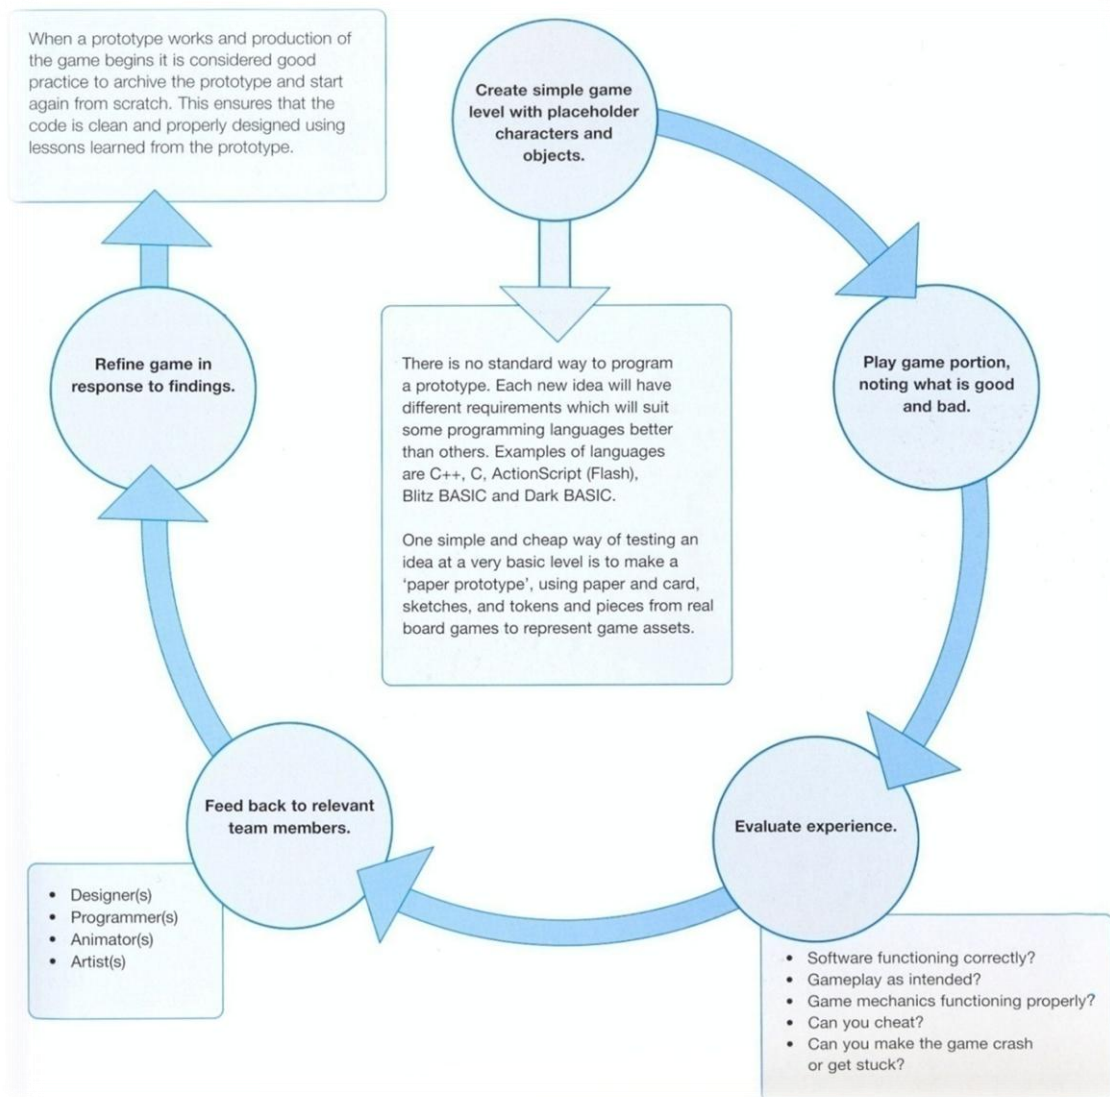 When a prototype works and production of
the game begins it is considered good
practice to archive the prototype and start
again from scratch. This ensures that the
code is clean and properly designed using
lessons learned from the prototype.
Create simple game
level with placeholder
characters and
objects.
Play game portion,
noting what is good
and bad.
Evaluate experience.
• Software functioning correctly?
• Gameplay as intended?
• Game mechanics functioning properly?
• Can you cheat?
• Can you make the game crash
or get stuck?
Feed back to relevant
team members.
• Designer(s)
• Programmer(s)
• Animator(s)
• Artist(s)
Refine game in
response to findings.
There is no standard way to program
a prototype. Each new idea will have
different requirements which will suit
some programming languages better
than others. Examples of languages
are C++, C, ActionScript (Flash),
Blitz BASIC and Dark BASIC.
One simple and cheap way of testing an
idea at a very basic level is to make a
‘paper prototype’, using paper and card,
sketches, and tokens and pieces from real
board games to represent game assets.